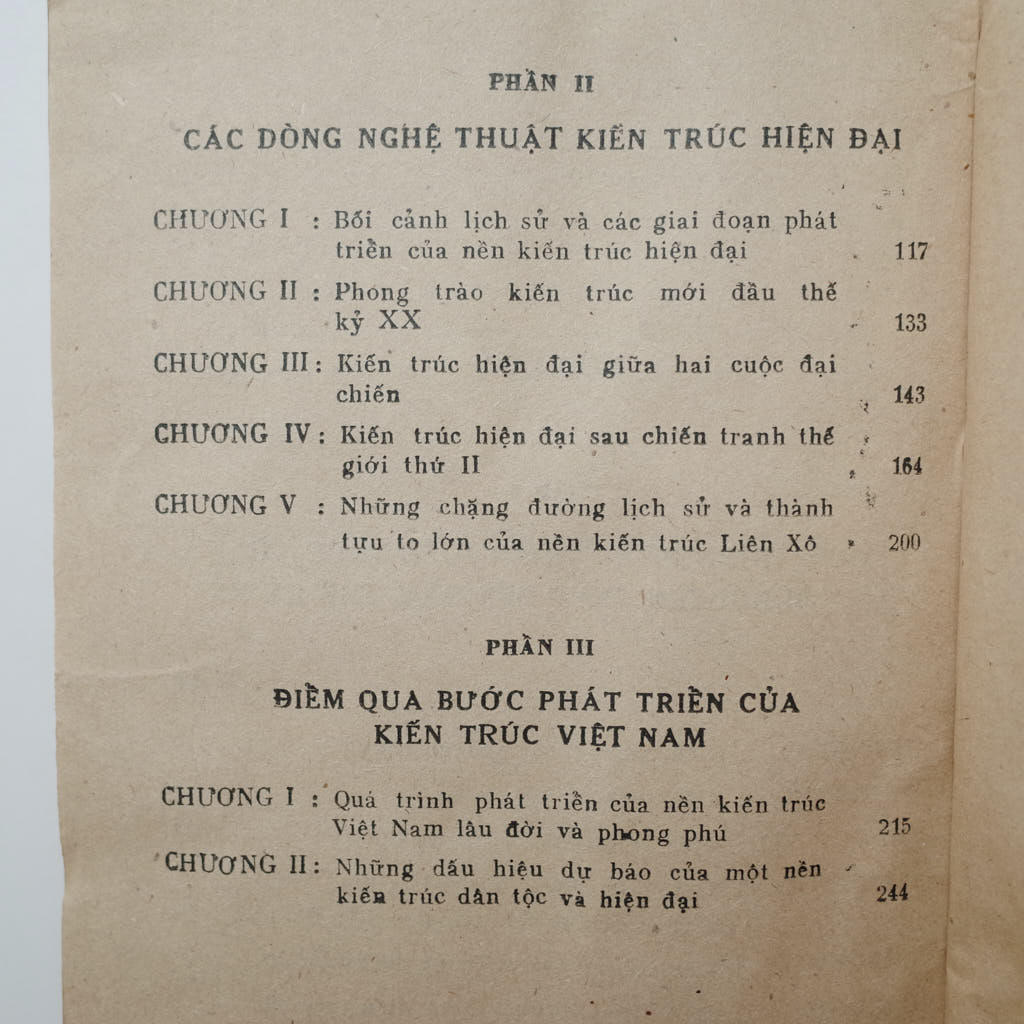 PHẦN II
CÁC DÒNG NGHỆ THUẬT KIẾN TRÚC HIỆN ĐẠI
CHƯƠNG I : Bối cảnh lịch sử và các giai đoạn phát
triển của nền kiến trúc hiện đại 117
CHƯƠNG II : Phong trào kiến trúc mới đầu thế
kỷ XX 133
CHƯƠNG III : Kiến trúc hiện đại giữa hai cuộc đại
chiến 143
CHƯƠNG IV : Kiến trúc hiện đại sau chiến tranh thế
giới thứ II 164
CHƯƠNG V : Những chặng đường lịch sử và thành
tựu to lớn của nền kiến trúc Liên Xô 200
PHẦN III
ĐIỂM QUA BƯỚC PHÁT TRIỂN CỦA
KIẾN TRÚC VIỆT NAM
CHƯƠNG I : Quá trình phát triển của nền kiến trúc
Việt Nam lâu đời và phong phú 215
CHƯƠNG II : Những dấu hiệu dự báo của một nền
kiến trúc dân tộc và hiện đại 244